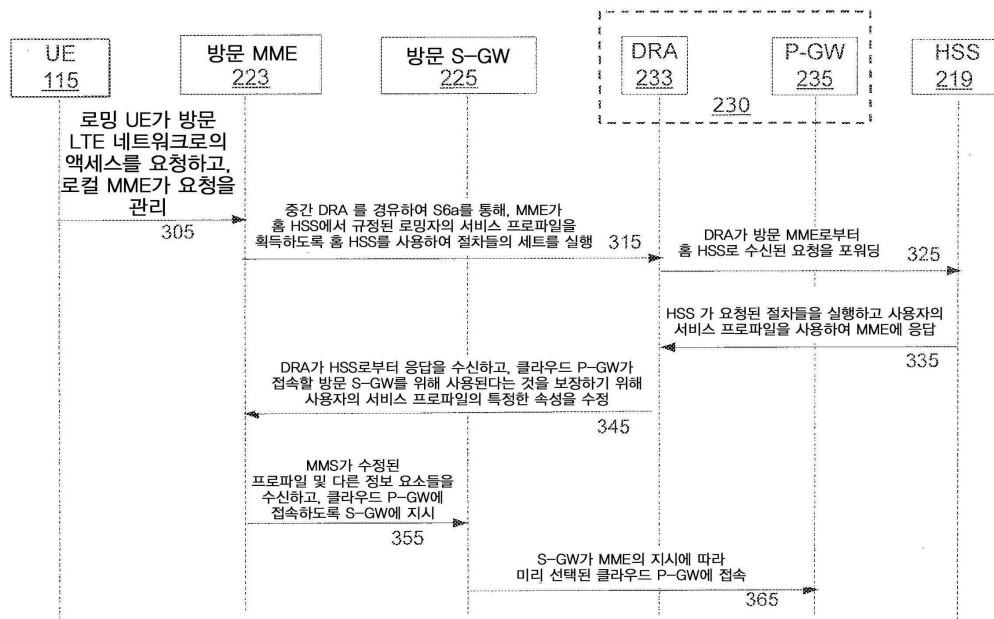 UE
115
방문 MME
223
방문 S-GW
225
DRA
233
P-GW
235
230
HSS
219
로밍 UE가 방문
LTE 네트워크로의
액세스를 요청하고,
로컬 MME가 요청을
관리
305
중간 DRA 를 경유하여 S6a를 통해, MME가
홈 HSS에서 규정된 로밍자의 서비스 프로파일을
획득하도록 홈 HSS를 사용하여 절차들의 세트를 실행
315
DRA가 방문 MME로부터
홈 HSS로 수신된 요청을 포워딩
325
HSS 가 요청된 절차들을 실행하고 사용자의
서비스 프로파일을 사용하여 MME에 응답
335
DRA가 HSS로부터 응답을 수신하고, 클라우드 P-GW가
접속할 방문 S-GW를 위해 사용된다는 것을 보장하기 위해
사용자의 서비스 프로파일의 특정한 속성을 수정
345
MMS가 수정된
프로파일 및 다른 정보 요소들을
수신하고, 클라우드 P-GW에
접속하도록 S-GW에 지시
355
S-GW가 MME의 지시에 따라
미리 선택된 클라우드 P-GW에 접속
365